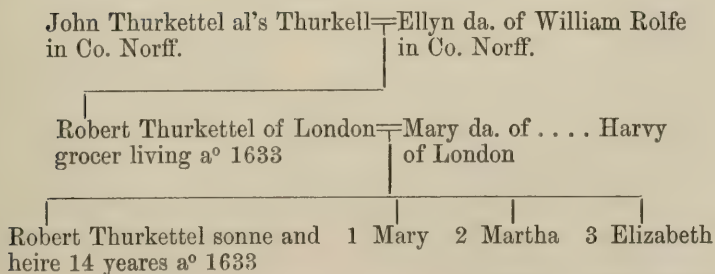 John Thurkettel al's Thurkell=Ellyn da. of William Rolfe
in Co. Norff. in Co. Norff.
Robert Thurkettel of London=Mary da. of .... Harvy
grocer living aº 1633 of London
Robert Thurkettel sonne and 1 Mary 2 Martha 3 Elizabeth
heire 14 yeares aº 1633